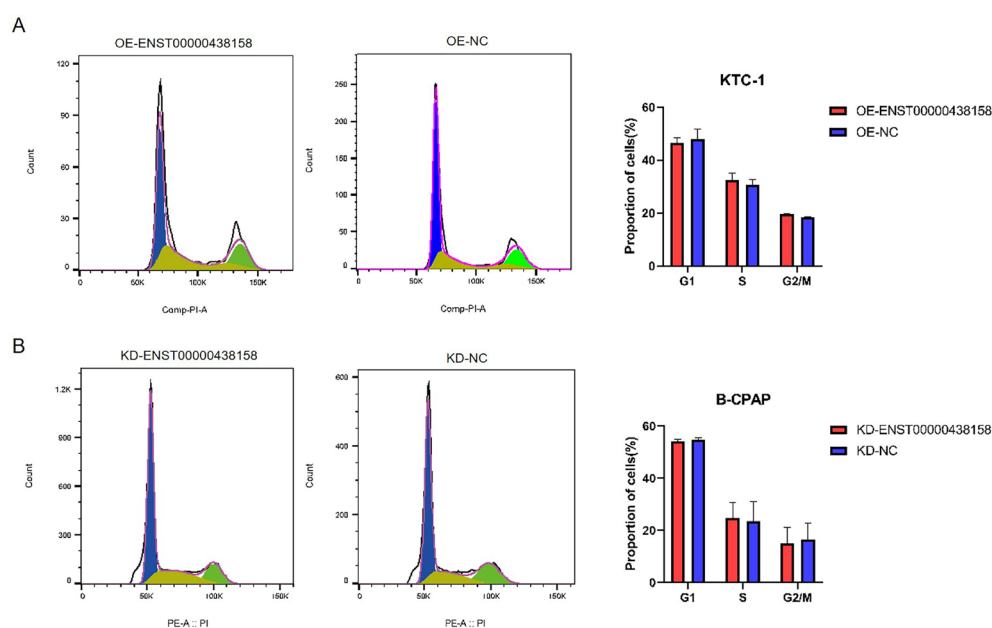 A
OE-ENST00000438158
OE-NC
120
90
60
30
0
Count
0
50K
100K
150K
Comp-PI-A
250
200
150
100
50
0
Count
0
50K
100K
150K
Comp-PI-A
KTC-1
60
40
20
0
Proportion of cells(%)
G1
S
G2/M
OE-ENST00000438158
OE-NC
B
KD-ENST00000438158
KD-NC
1.2K
900
600
300
0
Count
0
50K
100K
150K
PE-A :: PI
600
400
200
0
Count
0
50K
100K
150K
PE-A :: PI
B-CPAP
60
40
20
0
Proportion of cells(%)
G1
S
G2/M
KD-ENST00000438158
KD-NC